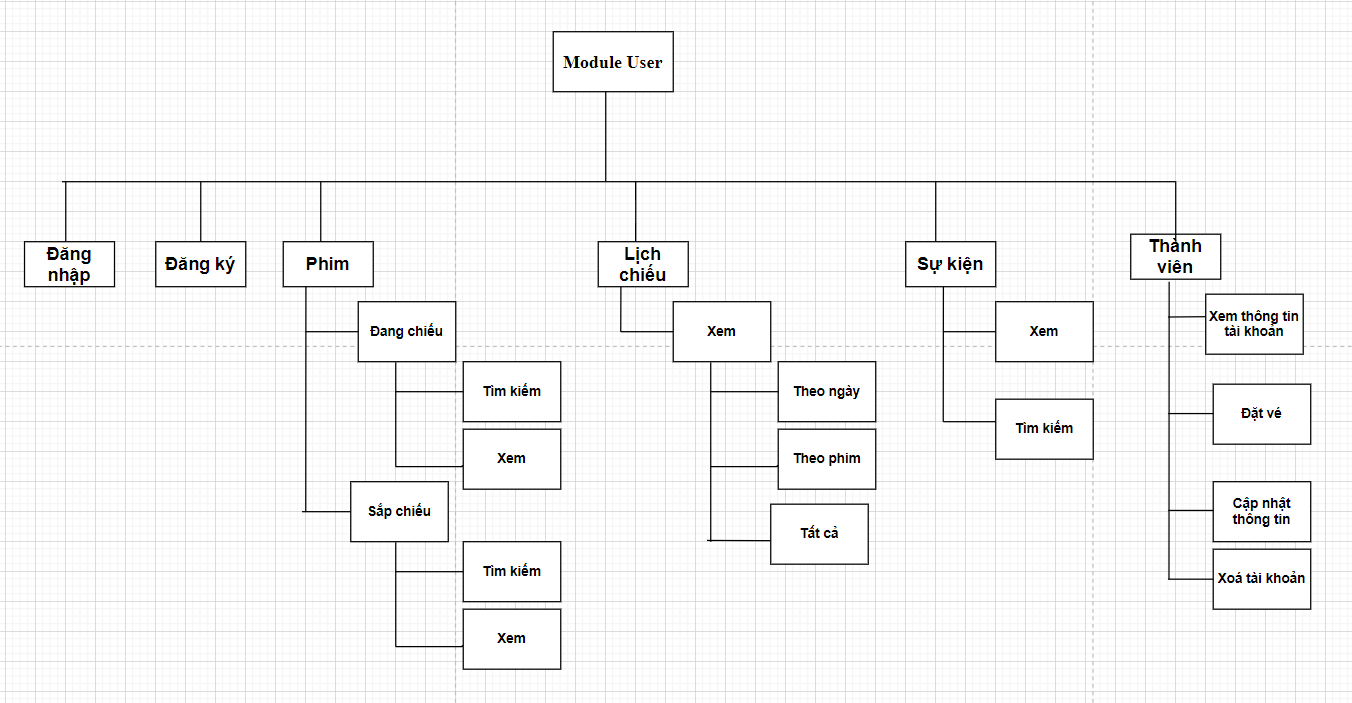 Module User
Đăng
nhập
Đăng ký
Phim
Lịch
chiếu
Sự kiện
Thành
viên
Đang chiếu
Tìm kiếm
Xem
Sắp chiếu
Tìm kiếm
Xem
Xem
Theo ngày
Theo phim
Tất cả
Xem
Tìm kiếm
Xem thông tin
tài khoản
Đặt vé
Cập nhật
thông tin
Xoá tài khoản